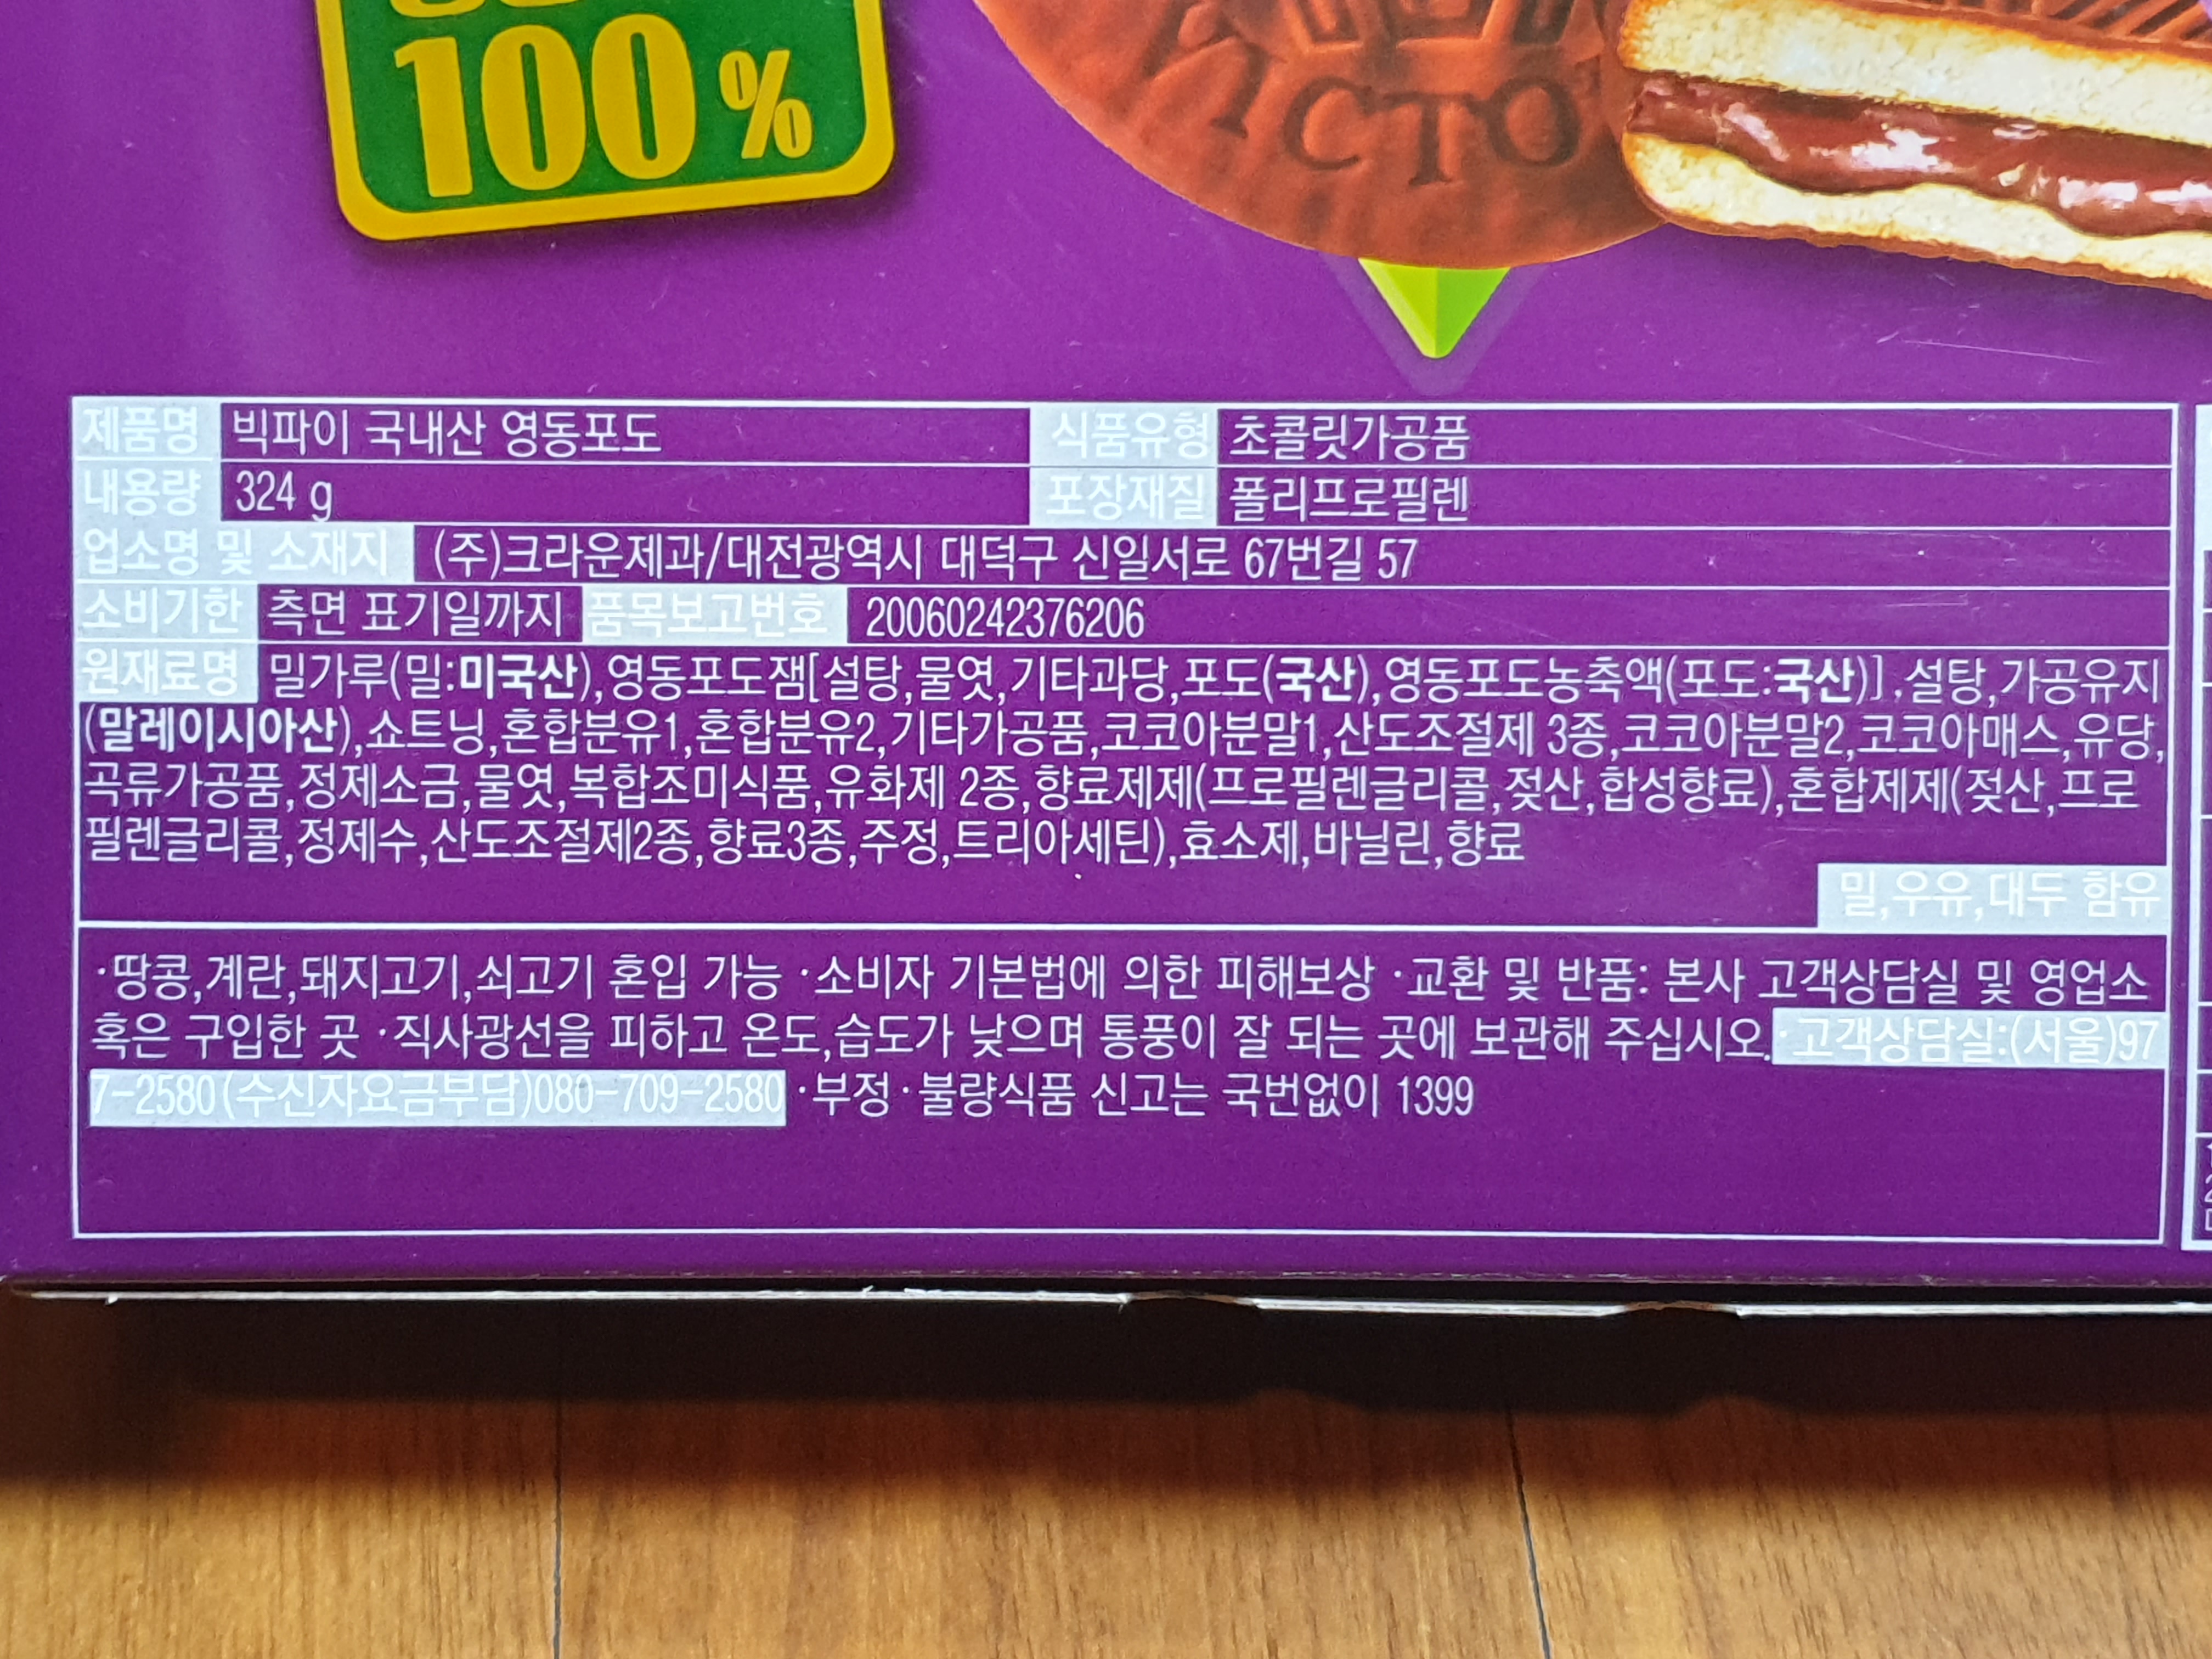 100%
VICTO
제품명 빅파이 국내산 영동포도 식품유형 초콜릿가공품
내용량 324 g 포장재질 폴리프로필렌
업소명 및 소재지 (주)크라운제과/대전광역시 대덕구 신일서로 67번길 57
소비기한 측면 표기일까지 품목보고번호 20060242376206
원재료명 밀가루(밀:미국산),영동포도잼[설탕,물엿,기타과당,포도(국산),영동포도농축액(포도:국산)],설탕,가공유지
(말레이시아산),쇼트닝,혼합분유1,혼합분유2,기타가공품,코코아분말1,산도조절제 3종,코코아분말2,코코아매스,유당,
곡류가공품,정제소금,물엿,복합조미식품,유화제 2종,향료제제(프로필렌글리콜,젖산,합성향료),혼합제제(젖산,프로
필렌글리콜,정제수,산도조절제2종,향료3종,주정,트리아세틴),효소제,바닐린,향료
밀,우유,대두 함유
·땅콩,계란,돼지고기,쇠고기 혼입 가능 ·소비자 기본법에 의한 피해보상 ·교환 및 반품: 본사 고객상담실 및 영업소
혹은 구입한 곳 ·직사광선을 피하고 온도,습도가 낮으며 통풍이 잘 되는 곳에 보관해 주십시오.·고객상담실:(서울)97
7-2580(수신자요금부담)080-709-2580 ·부정·불량식품 신고는 국번없이 1399